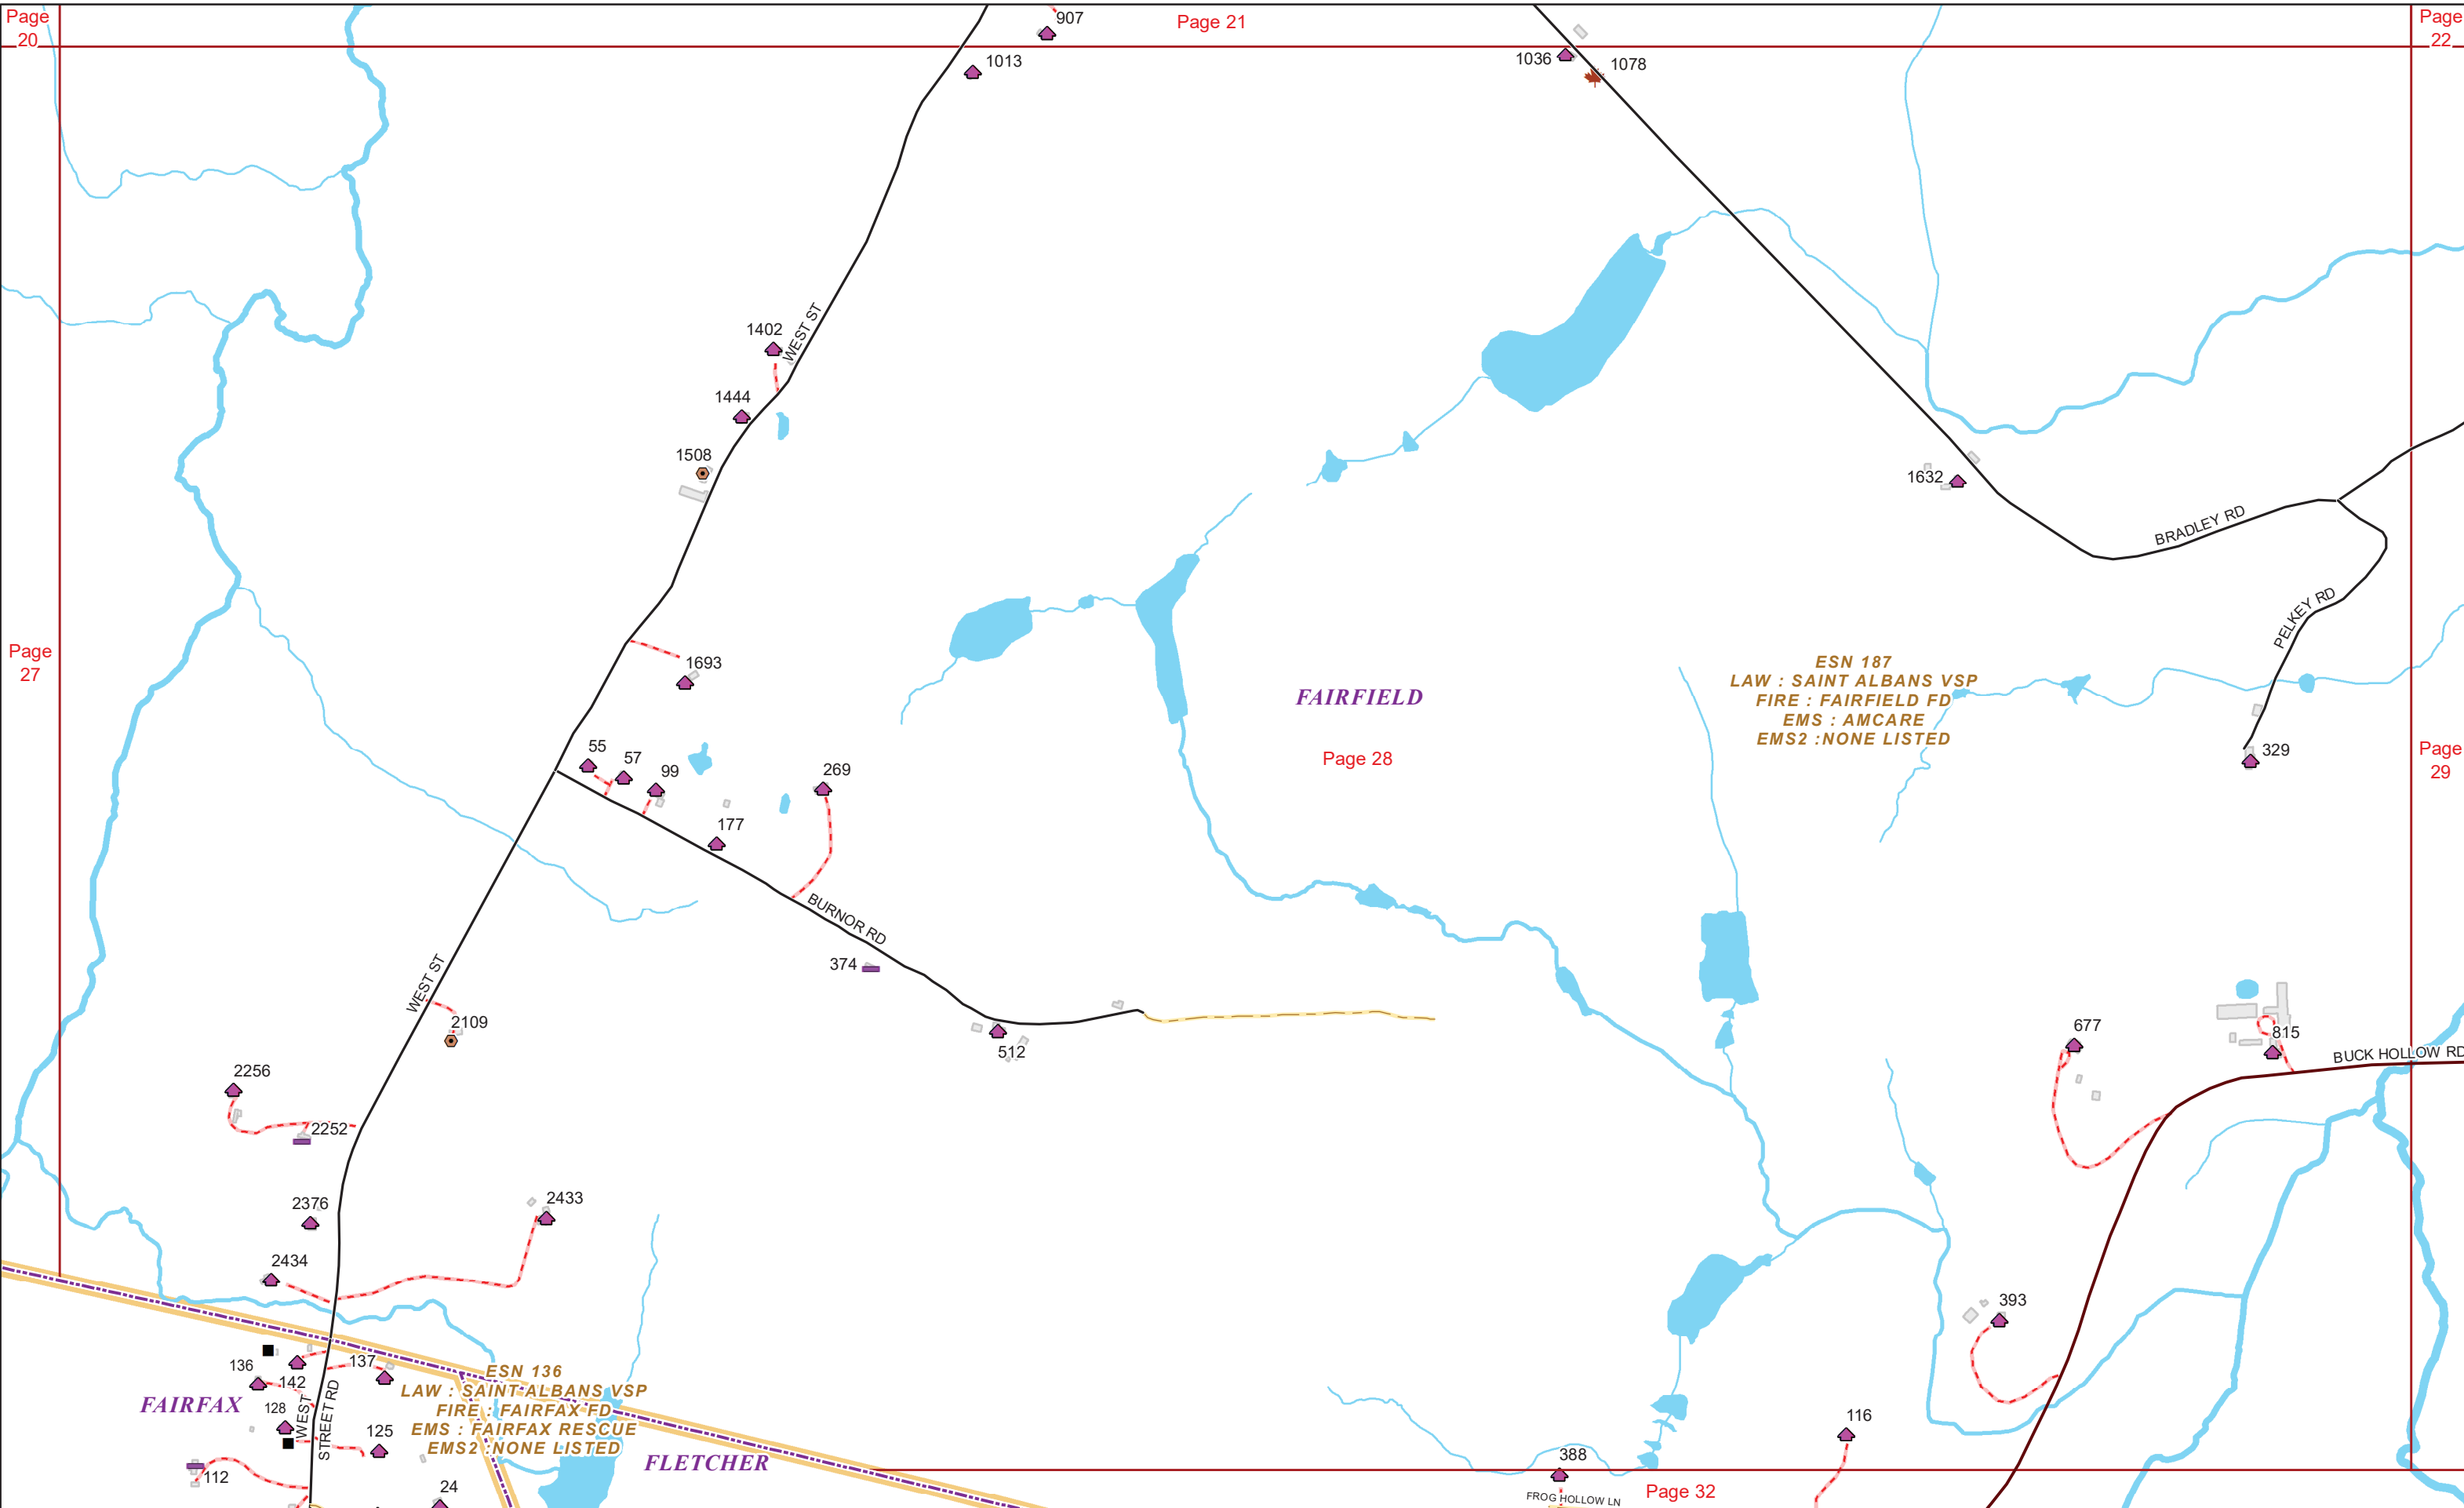 Page
20
907
Page 21
Page
22
1013
1036
1078
1402
WEST ST
1444
1508
1632
BRADLEY RD
PELKEY RD
Page
27
1693
FAIRFIELD
ESN 187
LAW : SAINT ALBANS VSP
FIRE : FAIRFIELD FD
EMS : AMCARE
EMS2 :NONE LISTED
Page 28
55
57
99
269
329
Page
29
177
BURNOR RD
374
WEST ST
2109
512
677
815
BUCK HOLLOW RD
2256
2252
2376
2433
2434
393
136
137
142
ESN 136
LAW : SAINT ALBANS VSP
FIRE : FAIRFAX FD
EMS : FAIRFAX RESCUE
EMS2 :NONE LISTED
FAIRFAX
128
WEST
STREET RD
125
116
388
FLETCHER
112
24
FROG HOLLOW LN
Page 32